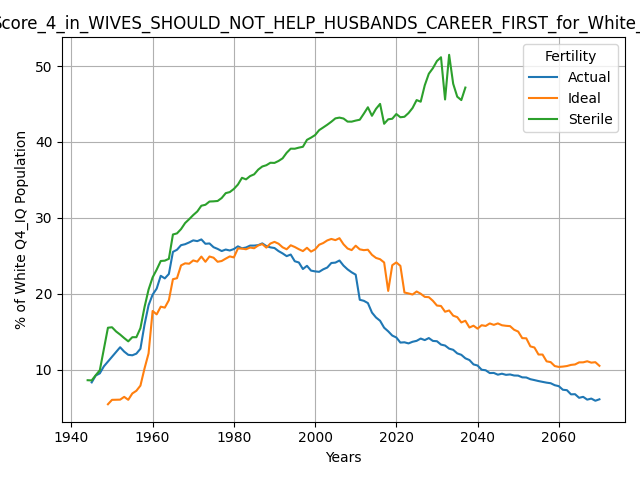 Score_4_in_WIVES_SHOULD_NOT_HELP_HUSBANDS_CAREER_FIRST_for_White_
Fertility
Actual
Ideal
Sterile
% of White Q4_IQ Population
50
40
30
20
10
1940 1960 1980 2000 2020 2040 2060
Years